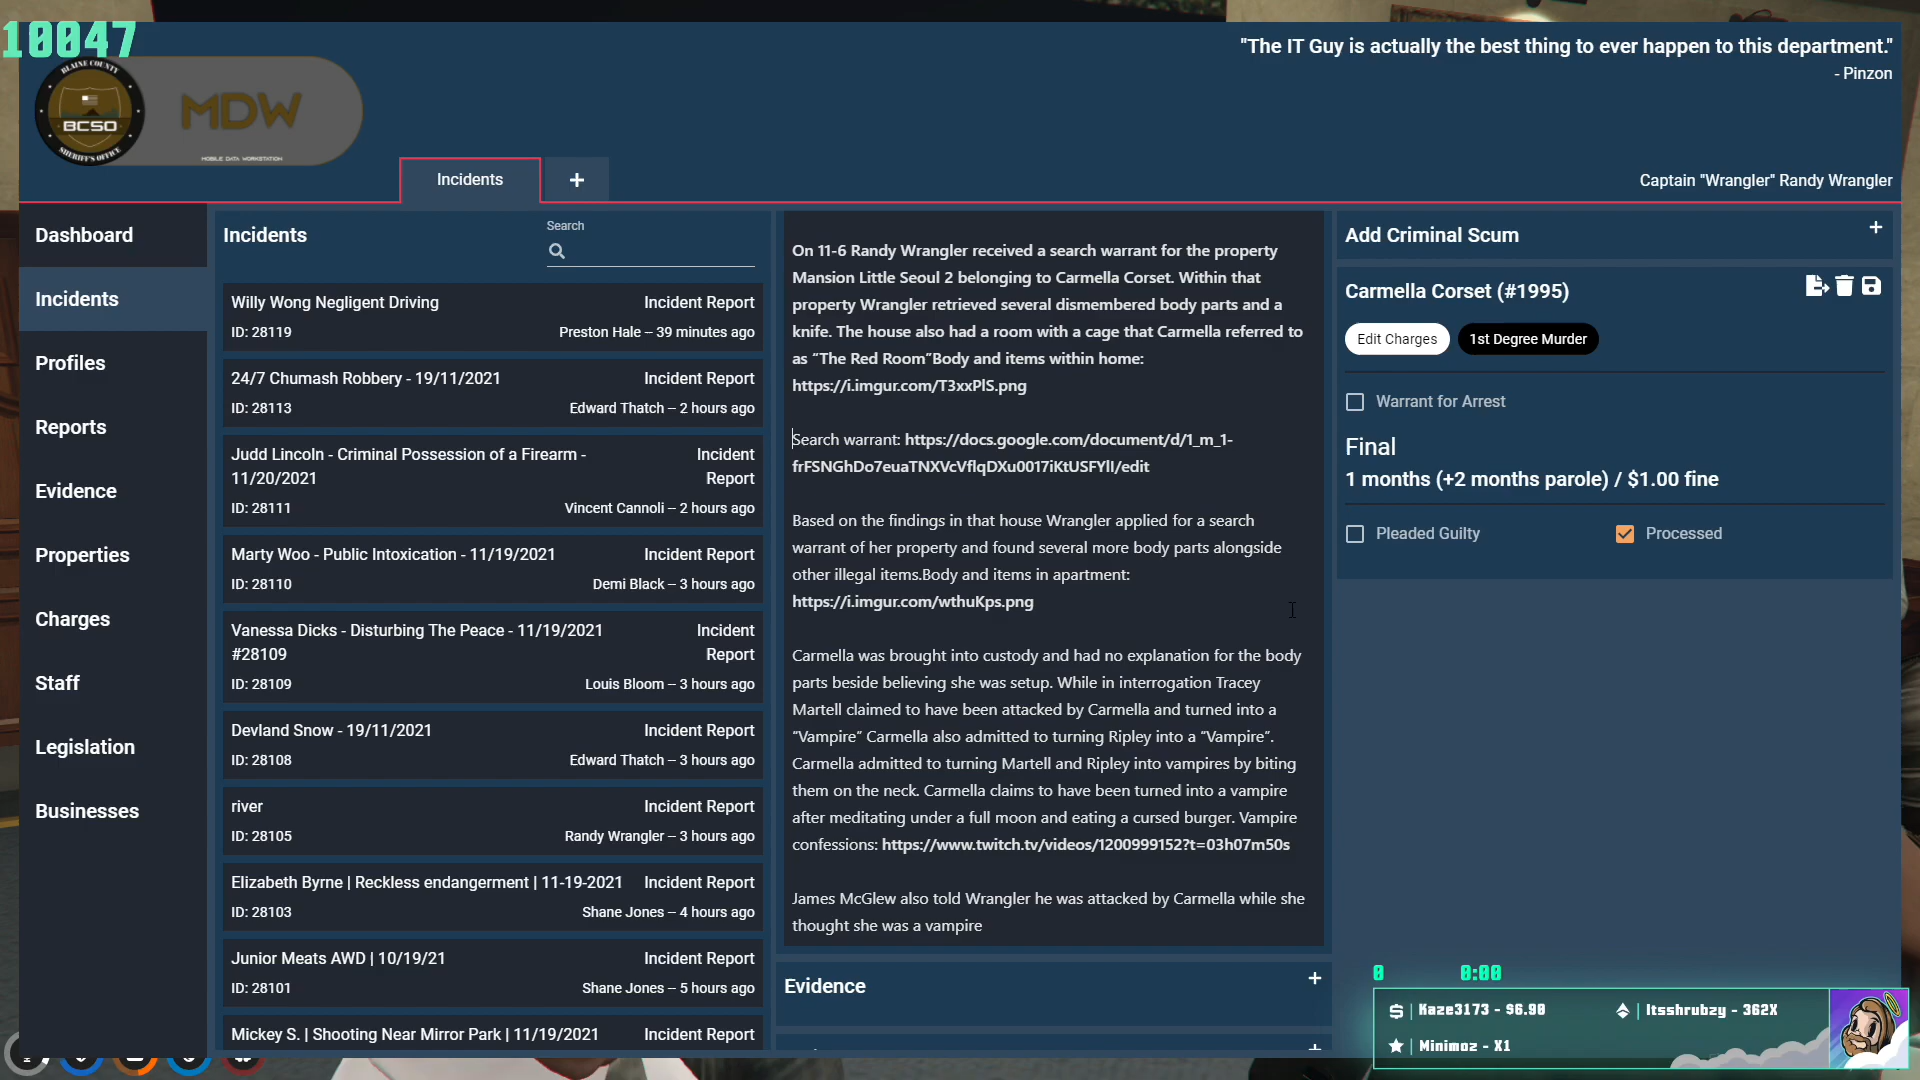 10047
"The IT Guy is actually the best thing to ever happen to this department."
- Pinzon
BLAINE COUNTY
BCSO
SHERIFF'S OFFICE
MDW
MOBILE DATA WORKSTATION
Incidents
+
Captain "Wrangler" Randy Wrangler
Dashboard
Incidents
Profiles
Reports
Evidence
Properties
Charges
Staff
Legislation
Businesses
Incidents
Search
Willy Wong Negligent Driving
Incident Report
ID: 28119
Preston Hale – 39 minutes ago
24/7 Chumash Robbery - 19/11/2021
Incident Report
ID: 28113
Edward Thatch – 2 hours ago
Judd Lincoln - Criminal Possession of a Firearm -
11/20/2021
Incident
Report
ID: 28111
Vincent Cannoli – 2 hours ago
Marty Woo - Public Intoxication - 11/19/2021
Incident Report
ID: 28110
Demi Black – 3 hours ago
Vanessa Dicks - Disturbing The Peace - 11/19/2021
#28109
Incident
Report
ID: 28109
Louis Bloom – 3 hours ago
Devland Snow - 19/11/2021
Incident Report
ID: 28108
Edward Thatch – 3 hours ago
river
Incident Report
ID: 28105
Randy Wrangler – 3 hours ago
Elizabeth Byrne | Reckless endangerment | 11-19-2021
Incident Report
ID: 28103
Shane Jones – 4 hours ago
Junior Meats AWD | 10/19/21
Incident Report
ID: 28101
Shane Jones – 5 hours ago
Mickey S. | Shooting Near Mirror Park | 11/19/2021
Incident Report
On 11-6 Randy Wrangler received a search warrant for the property
Mansion Little Seoul 2 belonging to Carmella Corset. Within that
property Wrangler retrieved several dismembered body parts and a
knife. The house also had a room with a cage that Carmella referred to
as “The Red Room”Body and items within home:
https://i.imgur.com/T3xxPlS.png
Search warrant: https://docs.google.com/document/d/1_m_1-
frFSNGhDo7euaTNXVcVflqDXu0017iKtUSFYlI/edit
Based on the findings in that house Wrangler applied for a search
warrant of her property and found several more body parts alongside
other illegal items.Body and items in apartment:
https://i.imgur.com/wthuKps.png
Carmella was brought into custody and had no explanation for the body
parts beside believing she was setup. While in interrogation Tracey
Martell claimed to have been attacked by Carmella and turned into a
“Vampire” Carmella also admitted to turning Ripley into a “Vampire”.
Carmella admitted to turning Martell and Ripley into vampires by biting
them on the neck. Carmella claims to have been turned into a vampire
after meditating under a full moon and eating a cursed burger. Vampire
confessions: https://www.twitch.tv/videos/1200999152?t=03h07m50s
James McGlew also told Wrangler he was attacked by Carmella while she
thought she was a vampire
Evidence
+
+
Add Criminal Scum
+
Carmella Corset (#1995)
Edit Charges
1st Degree Murder
Warrant for Arrest
Final
1 months (+2 months parole) / $1.00 fine
Pleaded Guilty
Processed
0
0:00
$ | Kaze3173 - $6.90
| Itsshrubzy - 362X
| Minimoz - X1